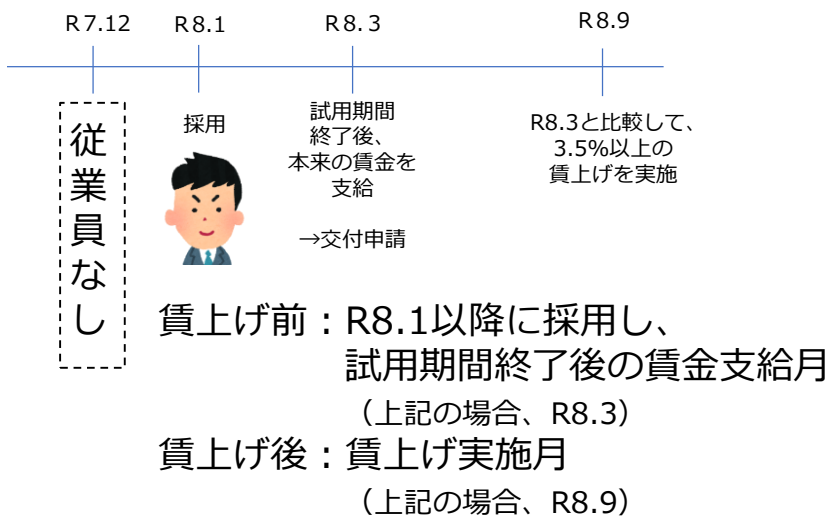 R7.12
R8.1
R8.3
R8.9
従業員なし
採用
試用期間
終了後、
本来の賃金を
支給
→交付申請
R8.3と比較して、
3.5%以上の
賃上げを実施
賃上げ前：R8.1以降に採用し、
試用期間終了後の賃金支給月
（上記の場合、R8.3）
賃上げ後：賃上げ実施月
（上記の場合、R8.9）